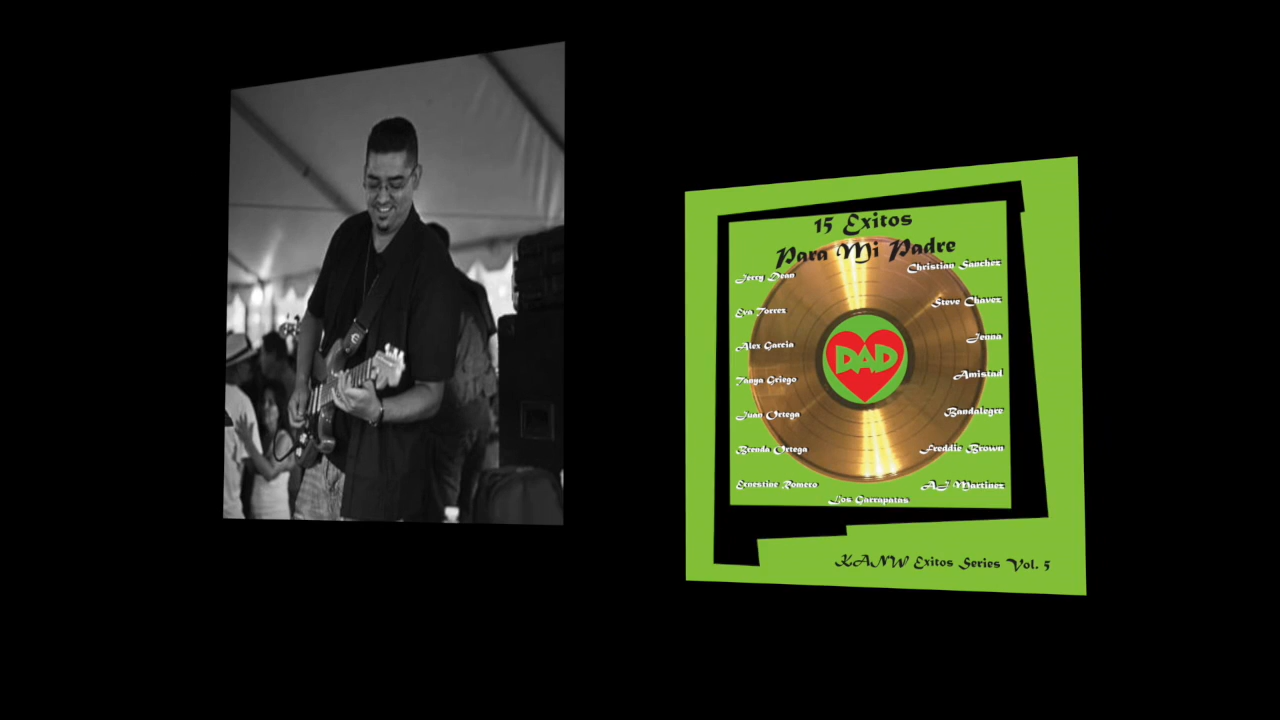 15 Exitos
Para Mi Padre
Jerry Dean
Christian Sanchez
Eva Torrez
Steve Chavez
Alex Garcia
Jenna
Tanya Griego
Amistad
Juan Ortega
Bandalegre
Brenda Ortega
Freddie Brown
Ernestine Romero
AJ Martinez
Los Garrapatas
DAD
KANW Exitos Series Vol. 5